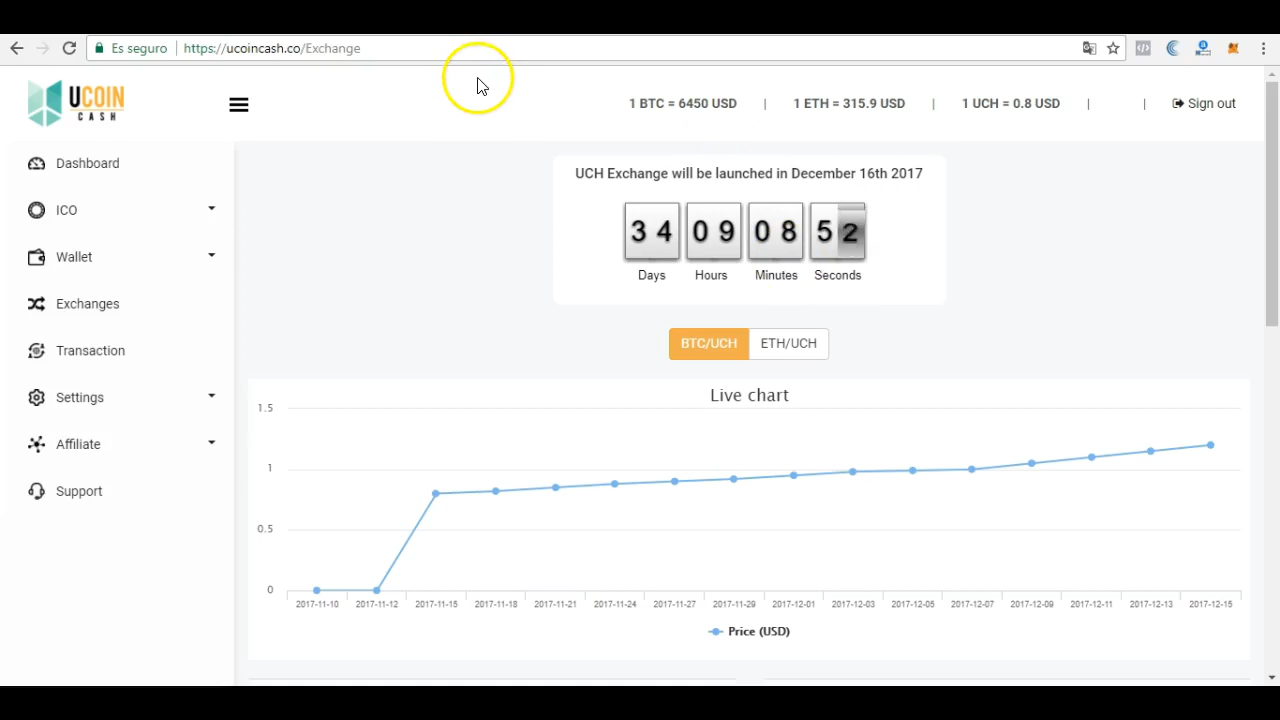 Es seguro https://ucoincash.co/Exchange
UCOIN
CASH
1 BTC = 6450 USD | 1 ETH = 315.9 USD | 1 UCH = 0.8 USD | | Sign out
Dashboard
ICO
Wallet
Exchanges
Transaction
Settings
Affiliate
Support
UCH Exchange will be launched in December 16th 2017
34 09 08 52
Days Hours Minutes Seconds
BTC/UCH ETH/UCH
Live chart
1.5
1
0.5
0
2017-11-10 2017-11-12 2017-11-15 2017-11-18 2017-11-21 2017-11-24 2017-11-27 2017-11-29 2017-12-01 2017-12-03 2017-12-05 2017-12-07 2017-12-09 2017-12-11 2017-12-13 2017-12-15
Price (USD)